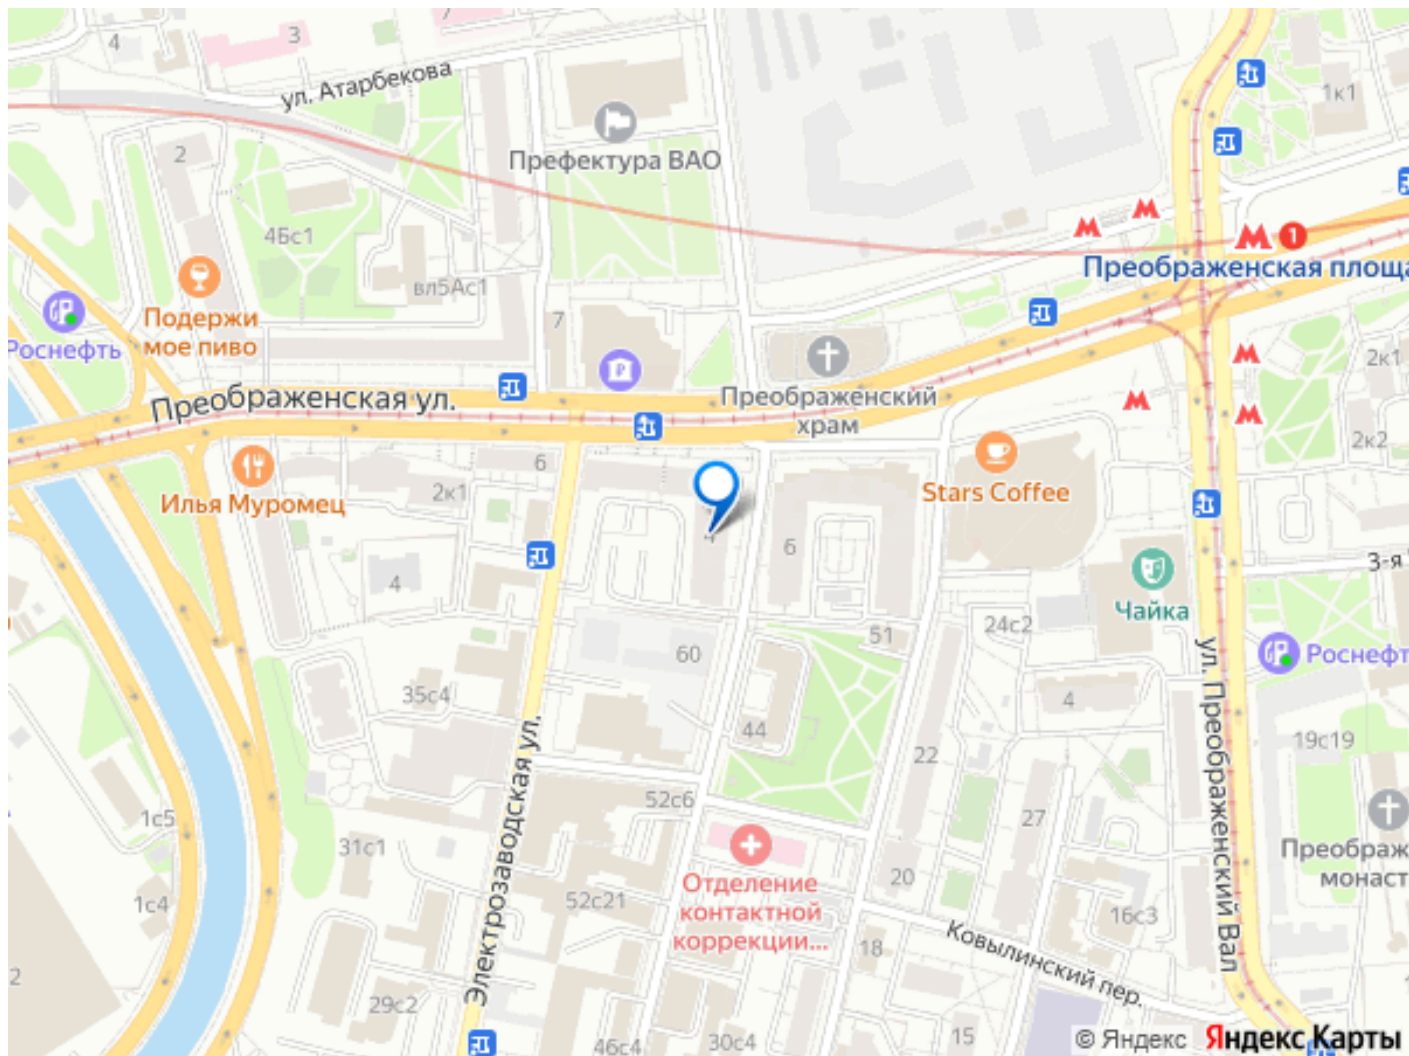 7
4
3
ул. Атарбекова
1к1
2
Префектура ВАО
4Бс1
1
Преображенская площа
вл5Ас1
Подержи
мое пиво
Роснефть
7
2к1
Преображенская ул.
Преображенский
храм
2к2
6
2к1
Илья Муромец
Stars Coffee
4
6
3-я
4
Чайка
24с2
51
60
ул. Преображенский Вал
Роснефт
35с4
4
44
19с19
22
Электрозаводская ул.
52с6
1с5
27
31с1
Преображ
монаст
Отделение
контактной
коррекции...
20
1с4
52с21
16с3
18
Ковылинский пер.
2
29с2
15
30с4
46с4
© Яндекс Яндекс Карты